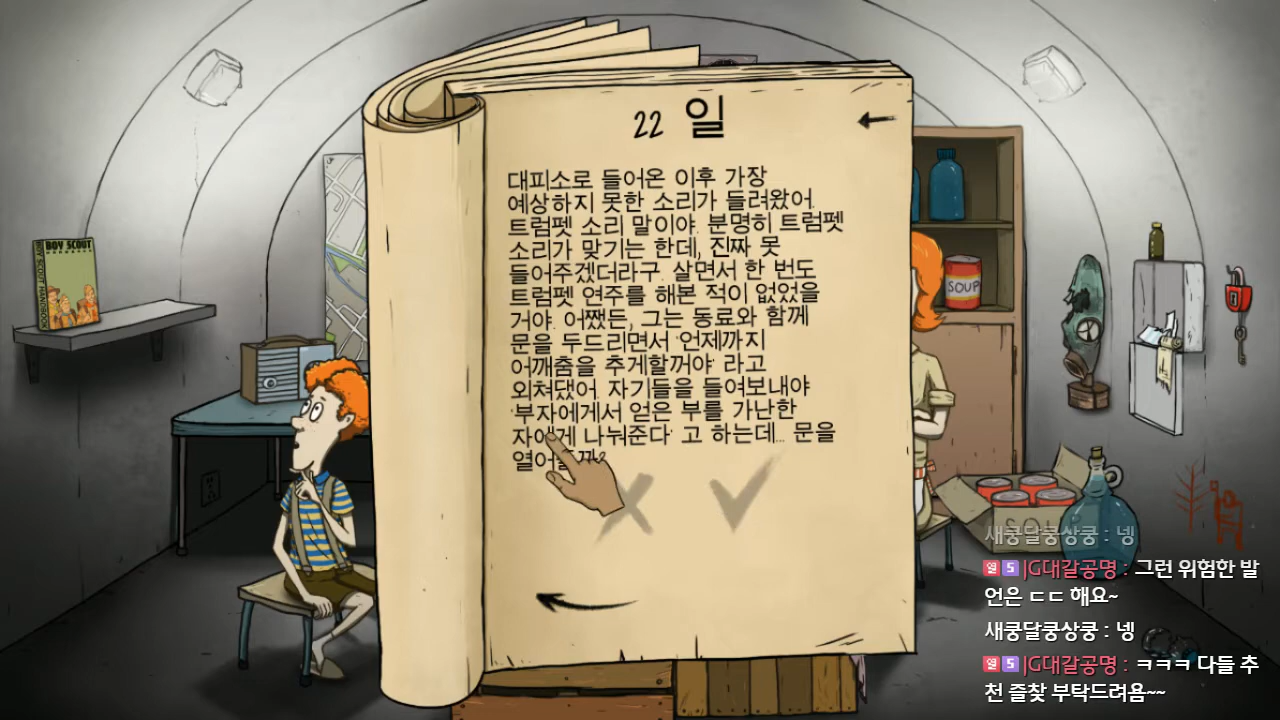 22 일
대피소로 들어온 이후 가장
예상하지 못한 소리가 들려왔어.
트럼펫 소리 말이야. 분명히 트럼펫
소리가 맞기는 한데, 진짜 못
들어주겠더라구. 살면서 한 번도
트럼펫 연주를 해본 적이 없었을
거야. 어쨌든, 그는 동료와 함께
문을 두드리면서 '언제까지
어깨춤을 추게할꺼야' 라고
외쳐댔어. 자기들을 들여보내야
'부자에게서 얻은 부를 가난한
자에게 나눠준다' 고 하는데... 문을
BOY SCOUT
BOY SCOUT HANDBOOK
SOUP
SOUP
새쿵달쿵상쿵 : 넹
열 5 |G대갈공명 : 그런 위험한 발
언은 ㄷㄷ 해요~
새쿵달쿵상쿵 : 넹
열 5 |G대갈공명 : ㅋㅋㅋ 다들 추
천 즐찾 부탁드려욤~~